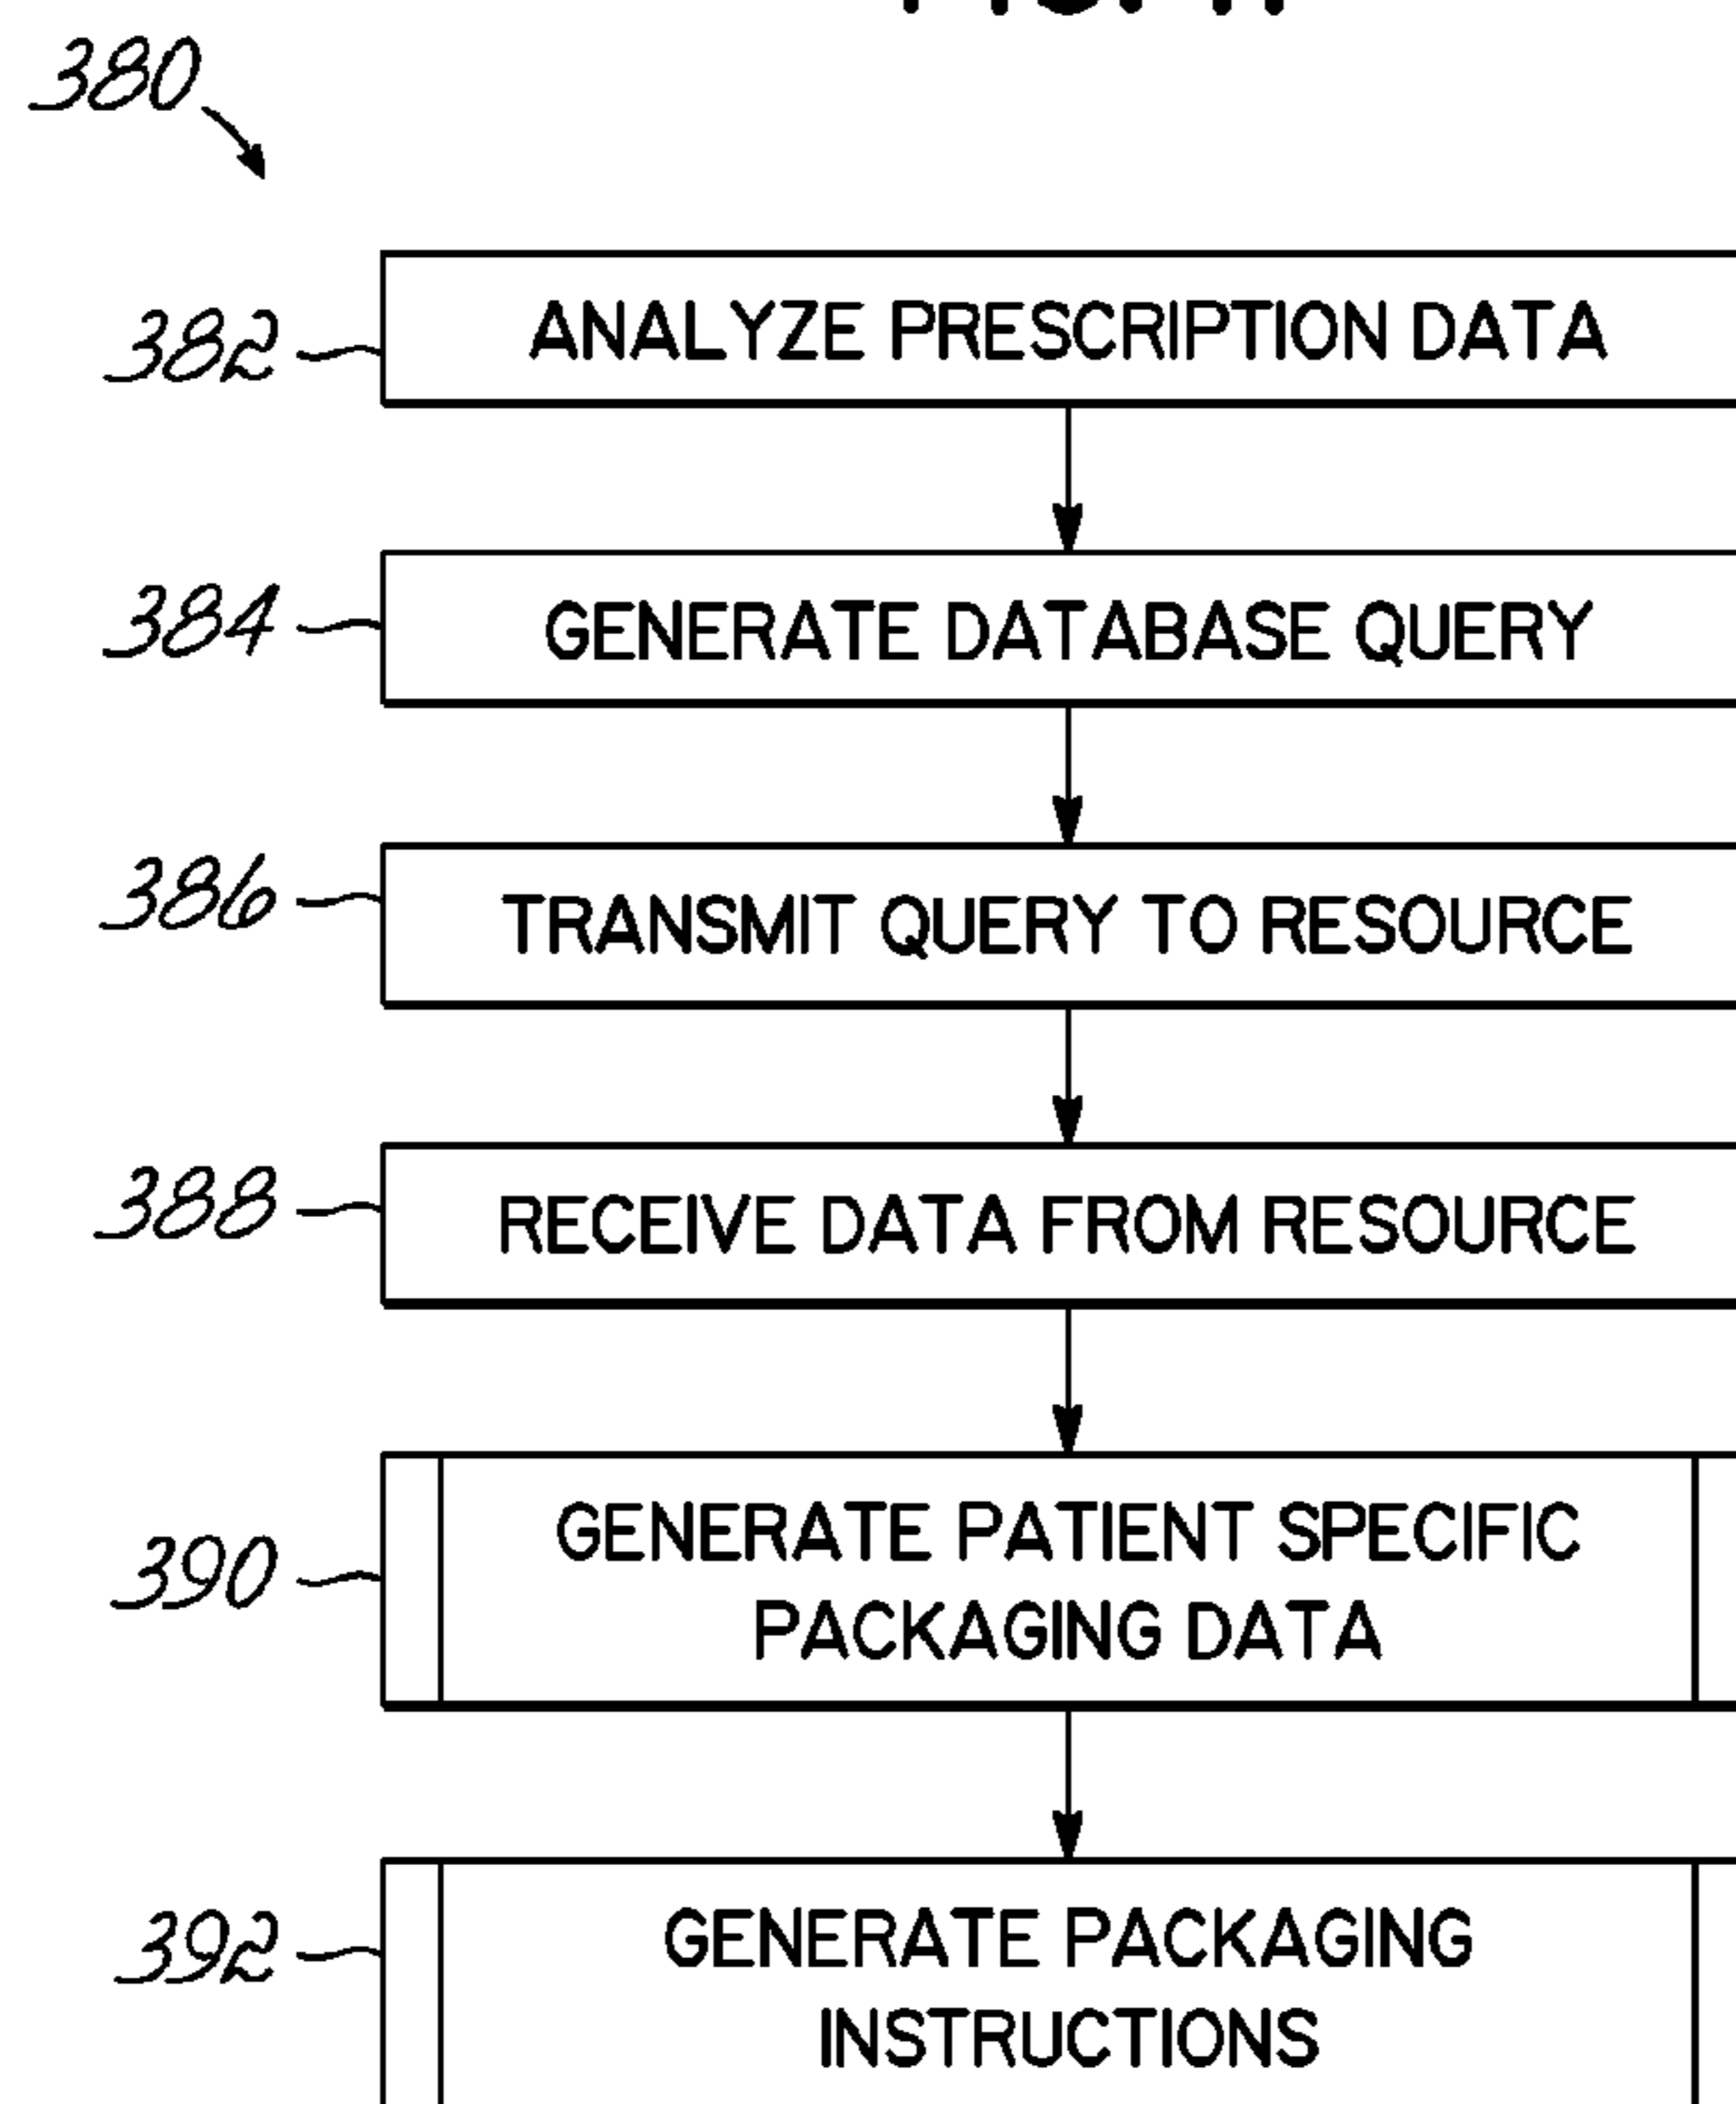 380
382 ANALYZE PRESCRIPTION DATA
384 GENERATE DATABASE QUERY
386 TRANSMIT QUERY TO RESOURCE
388 RECEIVE DATA FROM RESOURCE
390 GENERATE PATIENT SPECIFIC
PACKAGING DATA
392 GENERATE PACKAGING
INSTRUCTIONS